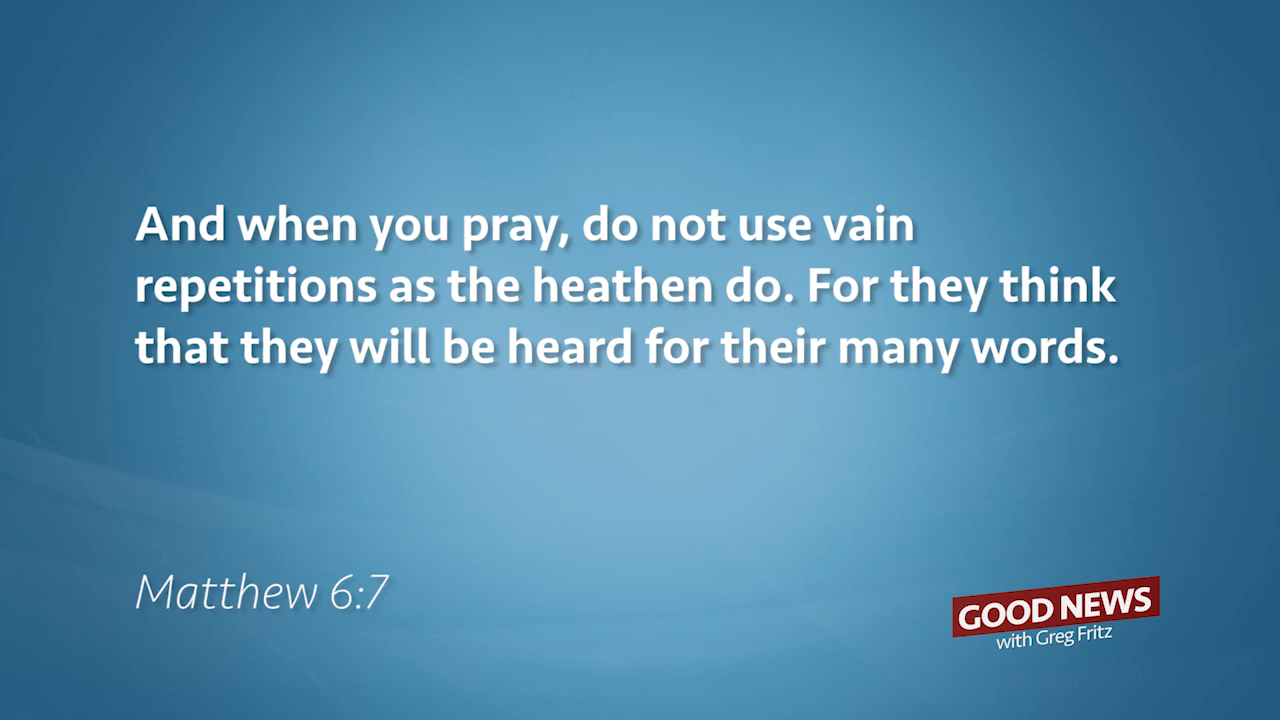 And when you pray, do not use vain
repetitions as the heathen do. For they think
that they will be heard for their many words.
Matthew 6:7
GOOD NEWS
with Greg Fritz